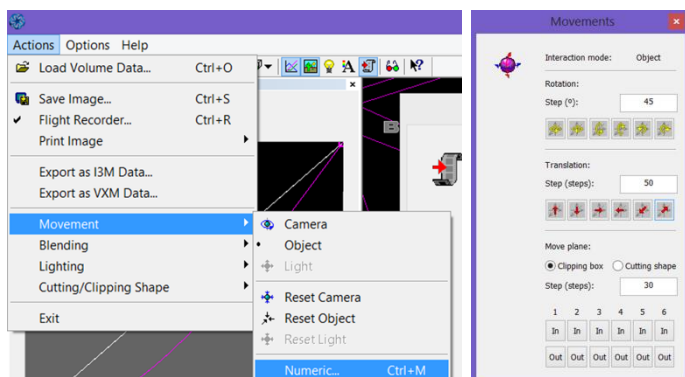 Actions Options Help
Load Volume Data... Ctrl+O
Save Image... Ctrl+S
Flight Recorder... Ctrl+R
Print Image
Export as I3M Data...
Export as VXM Data...
Movement
Blending
Lighting
Cutting/Clipping Shape
Exit
Camera
Object
Light
Reset Camera
Reset Object
Reset Light
Numeric... Ctrl+M
B
Movements
Interaction mode: Object
Rotation:
Step (º): 45
Translation:
Step (steps): 50
Move plane:
Clipping box Cutting shape
Step (steps): 30
1 2 3 4 5 6
In In In In In In
Out Out Out Out Out Out